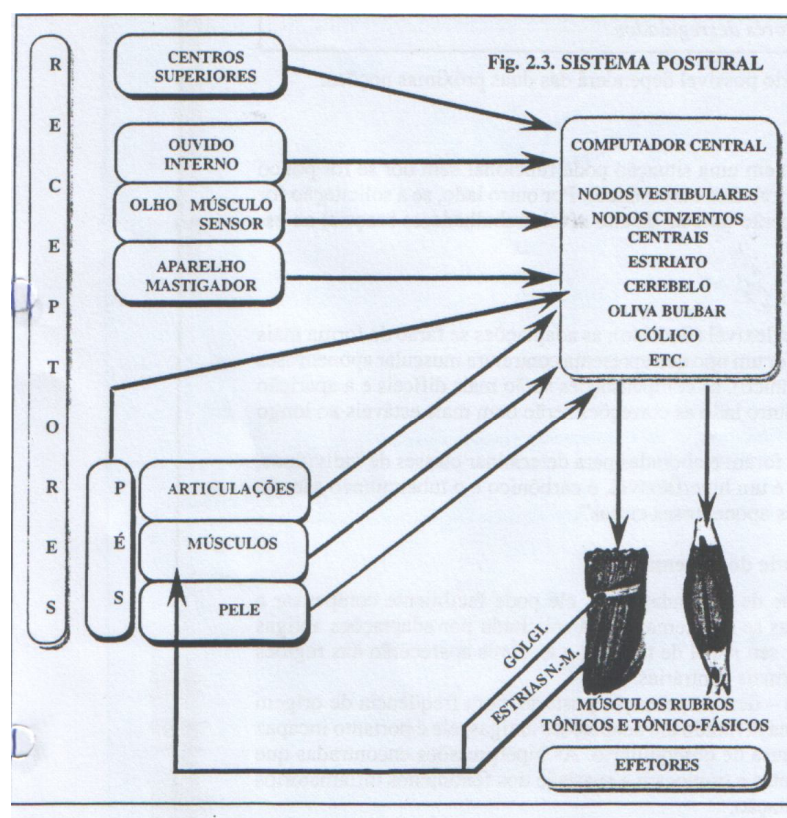 RECEPTORES
CENTROS
SUPERIORES
Fig. 2.3. SISTEMA POSTURAL
OUVIDO
INTERNO
OLHO MÚSCULO
SENSOR
APARELHO
MASTIGADOR
COMPUTADOR CENTRAL
NODOS VESTIBULARES
NODOS CINZENTOS
CENTRAIS
ESTRIATO
CEREBELO
OLIVA BULBAR
CÓLICO
ETC.
PÉS
ARTICULAÇÕES
MÚSCULOS
PELE
GOLGI.
ESTRIAS N.-M.
MÚSCULOS RUBROS
TÔNICOS E TÔNICO-FÁSICOS
EFETORES